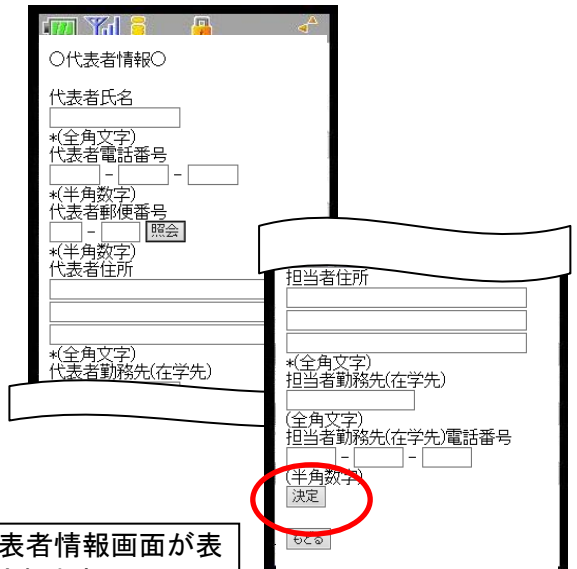 〇代表者情報〇
代表者氏名
*(全角文字)
代表者電話番号
- -
*(半角数字)
代表者郵便番号
- 照会
*(半角数字)
代表者住所
*(全角文字)
代表者勤務先(在学先)
担当者住所
*(全角文字)
担当者勤務先(在学先)
(全角文字)
担当者勤務先(在学先)電話番号
- -
(半角数字)
決定
もどる
表者情報画面が表